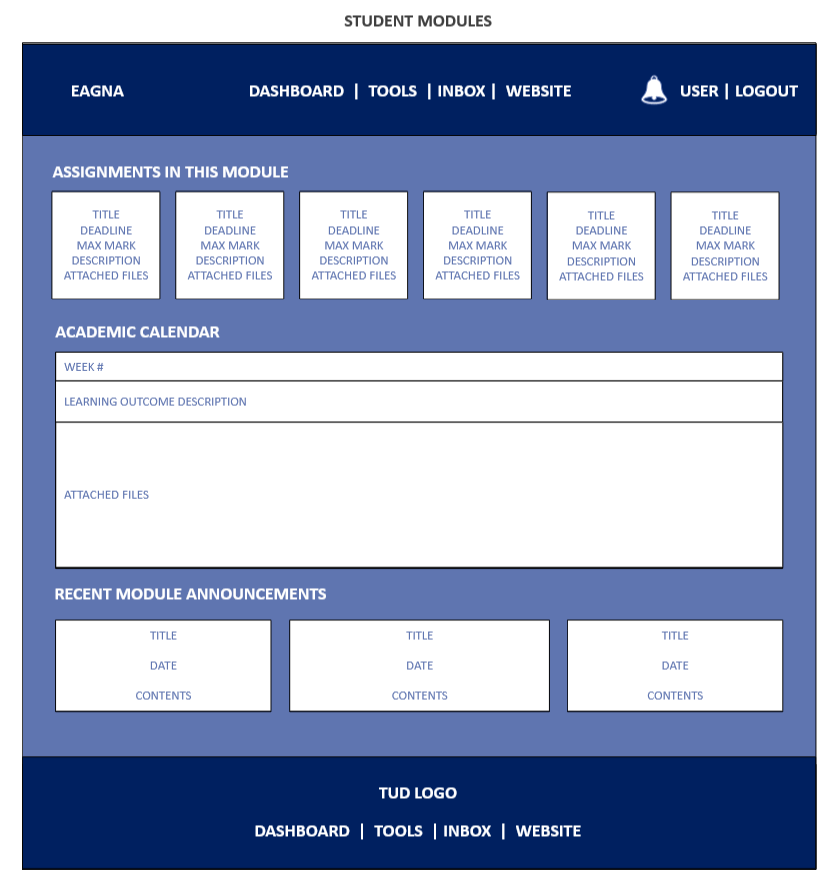 STUDENT MODULES
EAGNA DASHBOARD | TOOLS | INBOX | WEBSITE USER | LOGOUT
ASSIGNMENTS IN THIS MODULE
TITLE TITLE TITLE TITLE TITLE TITLE
DEADLINE DEADLINE DEADLINE DEADLINE DEADLINE DEADLINE
MAX MARK MAX MARK MAX MARK MAX MARK MAX MARK MAX MARK
DESCRIPTION DESCRIPTION DESCRIPTION DESCRIPTION DESCRIPTION DESCRIPTION
ATTACHED FILES ATTACHED FILES ATTACHED FILES ATTACHED FILES ATTACHED FILES ATTACHED FILES
ACADEMIC CALENDAR
WEEK #
LEARNING OUTCOME DESCRIPTION
ATTACHED FILES
RECENT MODULE ANNOUNCEMENTS
TITLE TITLE TITLE
DATE DATE DATE
CONTENTS CONTENTS CONTENTS
TUD LOGO
DASHBOARD | TOOLS | INBOX | WEBSITE